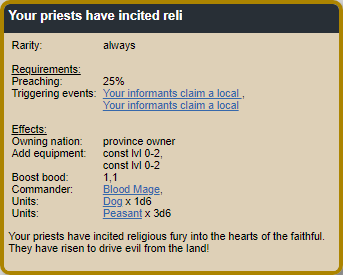 Your priests have incited reli
Rarity: always
Requirements:
Preaching: 25%
Triggering events: Your informants claim a local ,
Your informants claim a local
Effects:
Owning nation: province owner
Add equipment: const lvl 0-2,
const lvl 0-2
Boost bood: 1,1
Commander: Blood Mage,
Units: Dog x 1d6
Units: Peasant x 3d6
Your priests have incited religious fury into the hearts of the faithful.
They have risen to drive evil from the land!